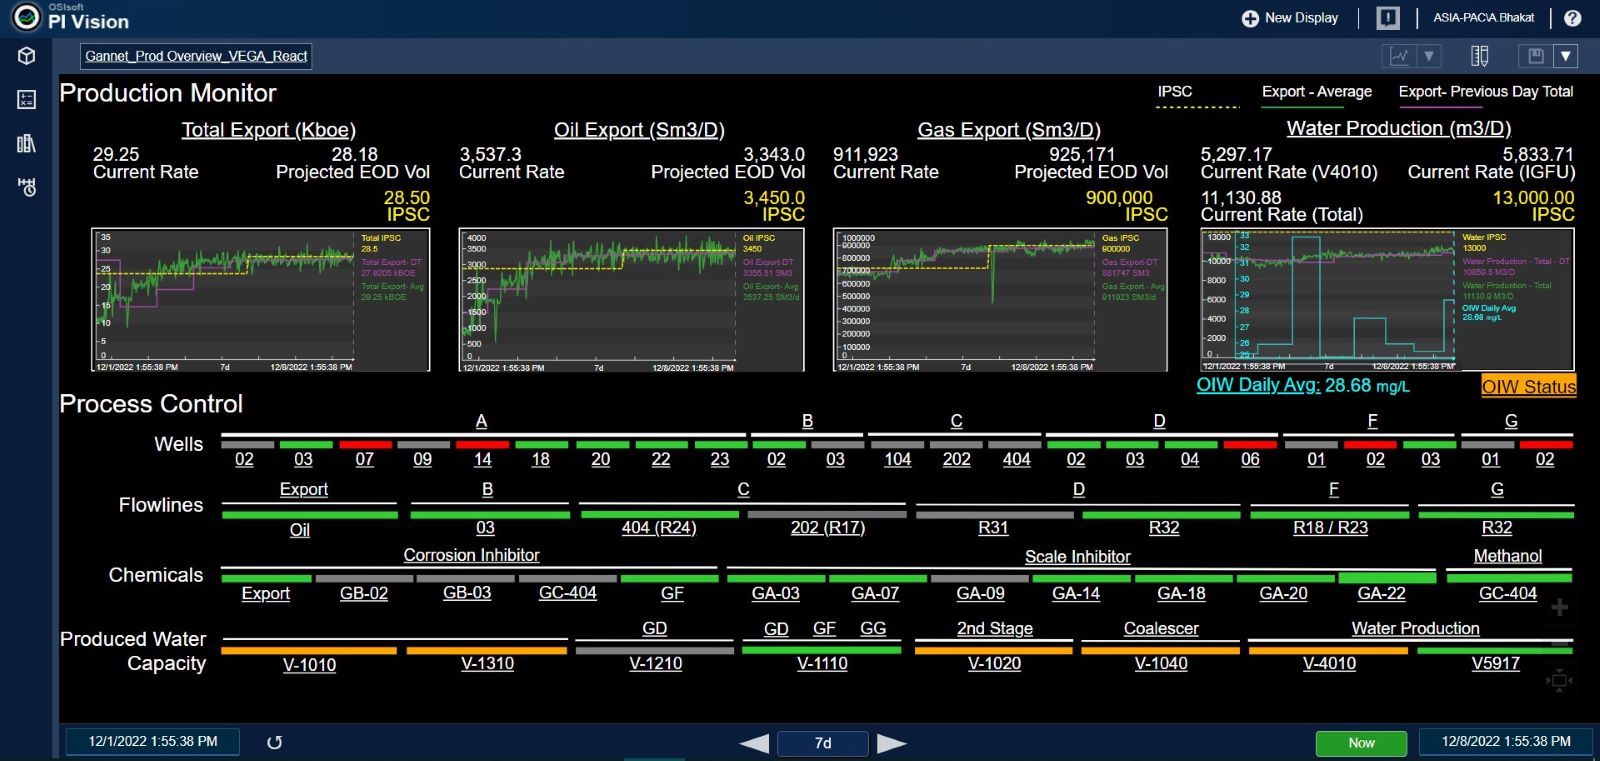 OSIsoft
PI Vision
New Display
ASIA-PAC\A.Bhakat
Gannet_Prod Overview_VEGA_React
Production Monitor
IPSC Export - Average Export- Previous Day Total
Total Export (Kboe)
29.25 28.18
Current Rate Projected EOD Vol
28.50
IPSC
35
30
25
20
15
10
5
0
Total IPSC
28.5
Total Export- DT
27.9205 kBOE
Total Export- Avg
29.25 kBOE
12/1/2022 1:55:38 PM 7d 12/8/2022 1:55:38 PM
Oil Export (Sm3/D)
3,537.3 3,343.0
Current Rate Projected EOD Vol
3,450.0
IPSC
4000
3500
3000
2500
2000
1500
1000
500
0
Oil IPSC
3450
Oil Export-DT
3355.51 SM3
Oil Export- Avg
3537.25 SM3/d
12/1/2022 1:55:38 PM 7d 12/8/2022 1:55:38 PM
Gas Export (Sm3/D)
911,923 925,171
Current Rate Projected EOD Vol
900,000
IPSC
1000000
900000
800000
700000
600000
500000
400000
300000
200000
100000
0
Gas IPSC
900000
Gas Export-DT
881747 SM3
Gas Export - Avg
911923 SM3/d
12/1/2022 1:55:38 PM 7d 12/8/2022 1:55:38 PM
Water Production (m3/D)
5,297.17 5,833.71
Current Rate (V4010) Current Rate (IGFU)
11,130.88 13,000.00
Current Rate (Total) IPSC
13000
10000
8000
6000
4000
2000
0
33
32
31
30
29
28
27
26
25
Water IPSC
13000
Water Production - Total - DT
10859.5 M3/D
Water Production - Total
11130.9 M3/D
OIW Daily Avg
28.68 mg/L
12/1/2022 1:55:38 PM 7d 12/8/2022 1:55:38 PM
OIW Daily Avg: 28.68 mg/L OIW Status
Process Control
A B C D F G
Wells
02 03 07 09 14 18 20 22 23 02 03 104 202 404 02 03 04 06 01 02 03 01 02
Export B C D F G
Flowlines
Oil 03 404 (R24) 202 (R17) R31 R32 R18 / R23 R32
Corrosion Inhibitor Scale Inhibitor Methanol
Chemicals
Export GB-02 GB-03 GC-404 GF GA-03 GA-07 GA-09 GA-14 GA-18 GA-20 GA-22 GC-404
GD GD GF GG 2nd Stage Coalescer Water Production
Produced Water
Capacity
V-1010 V-1310 V-1210 V-1110 V-1020 V-1040 V-4010 V5917
12/1/2022 1:55:38 PM 7d Now 12/8/2022 1:55:38 PM